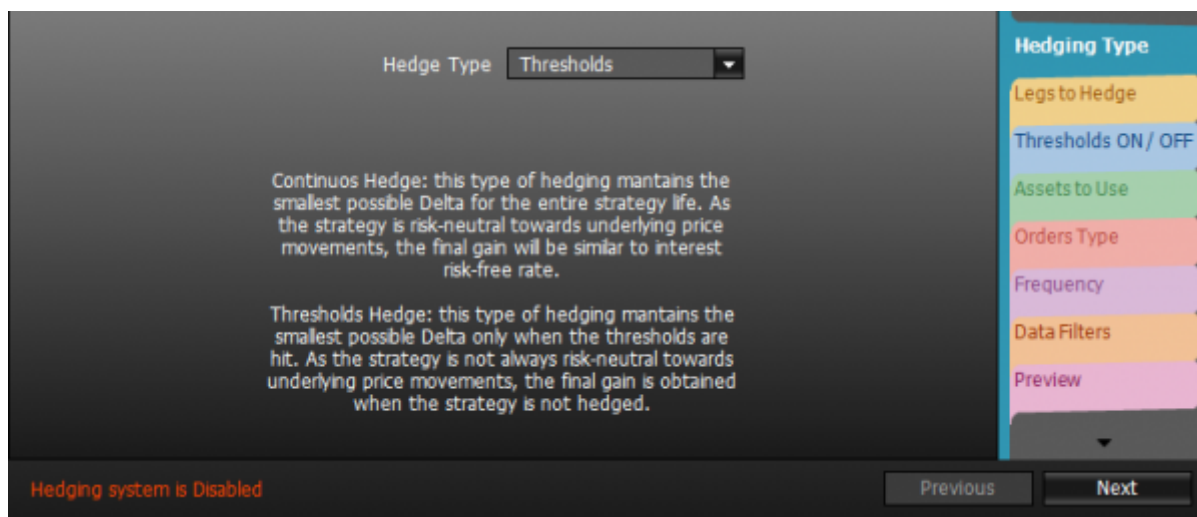 Hedge Type Thresholds
Continuos Hedge: this type of hedging mantains the
smallest possible Delta for the entire strategy life. As
the strategy is risk-neutral towards underlying price
movements, the final gain will be similar to interest
risk-free rate.
Thresholds Hedge: this type of hedging mantains the
smallest possible Delta only when the thresholds are
hit. As the strategy is not always risk-neutral towards
underlying price movements, the final gain is obtained
when the strategy is not hedged.
Hedging Type
Legs to Hedge
Thresholds ON / OFF
Assets to Use
Orders Type
Frequency
Data Filters
Preview
Hedging system is Disabled
Previous
Next